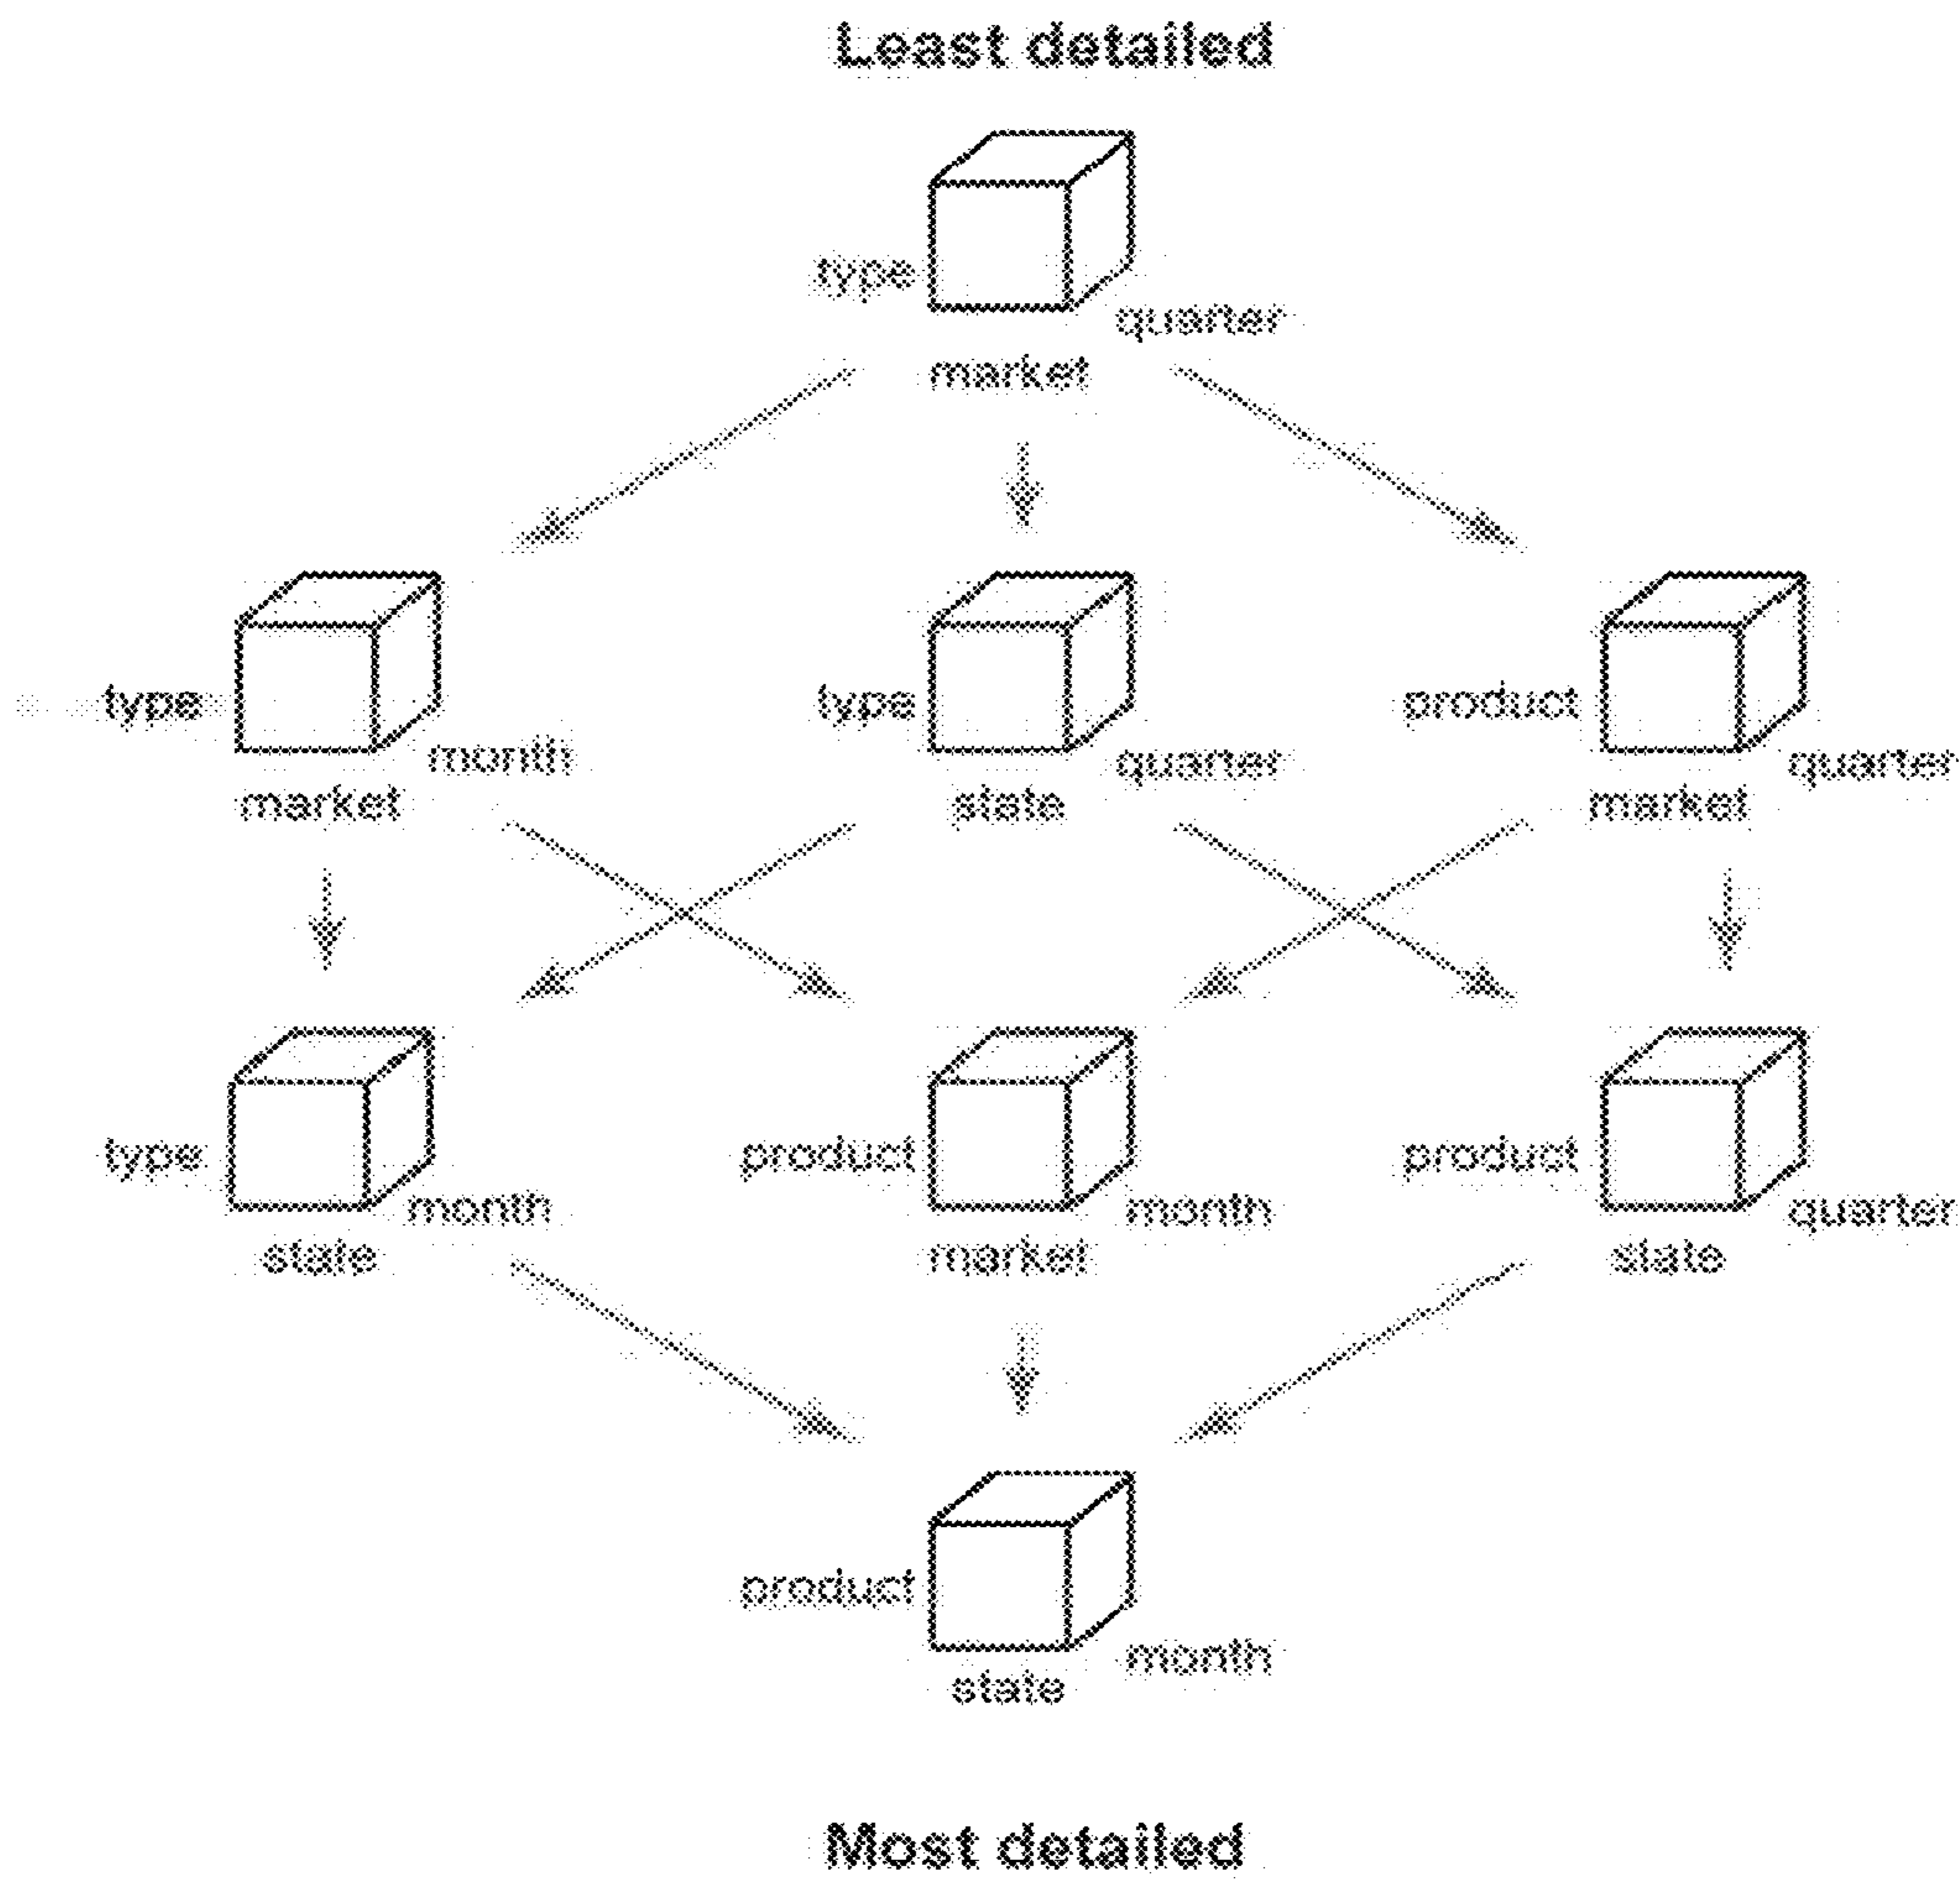 Least detailed
type
quarter
market
type
month
market
type
quarter
state
product
quarter
market
type
month
state
product
month
market
product
quarter
state
product
month
state
Most detailed